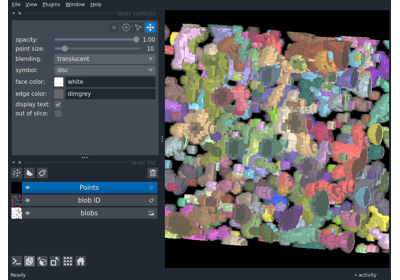 File View Plugins Window Help
layer controls
opacity: 1.00
point size: 10
blending: translucent
symbol: disc
face color: white
edge color: dimgrey
display text:
out of slice:
layer list
Points
blob ID
blobs
Ready activity